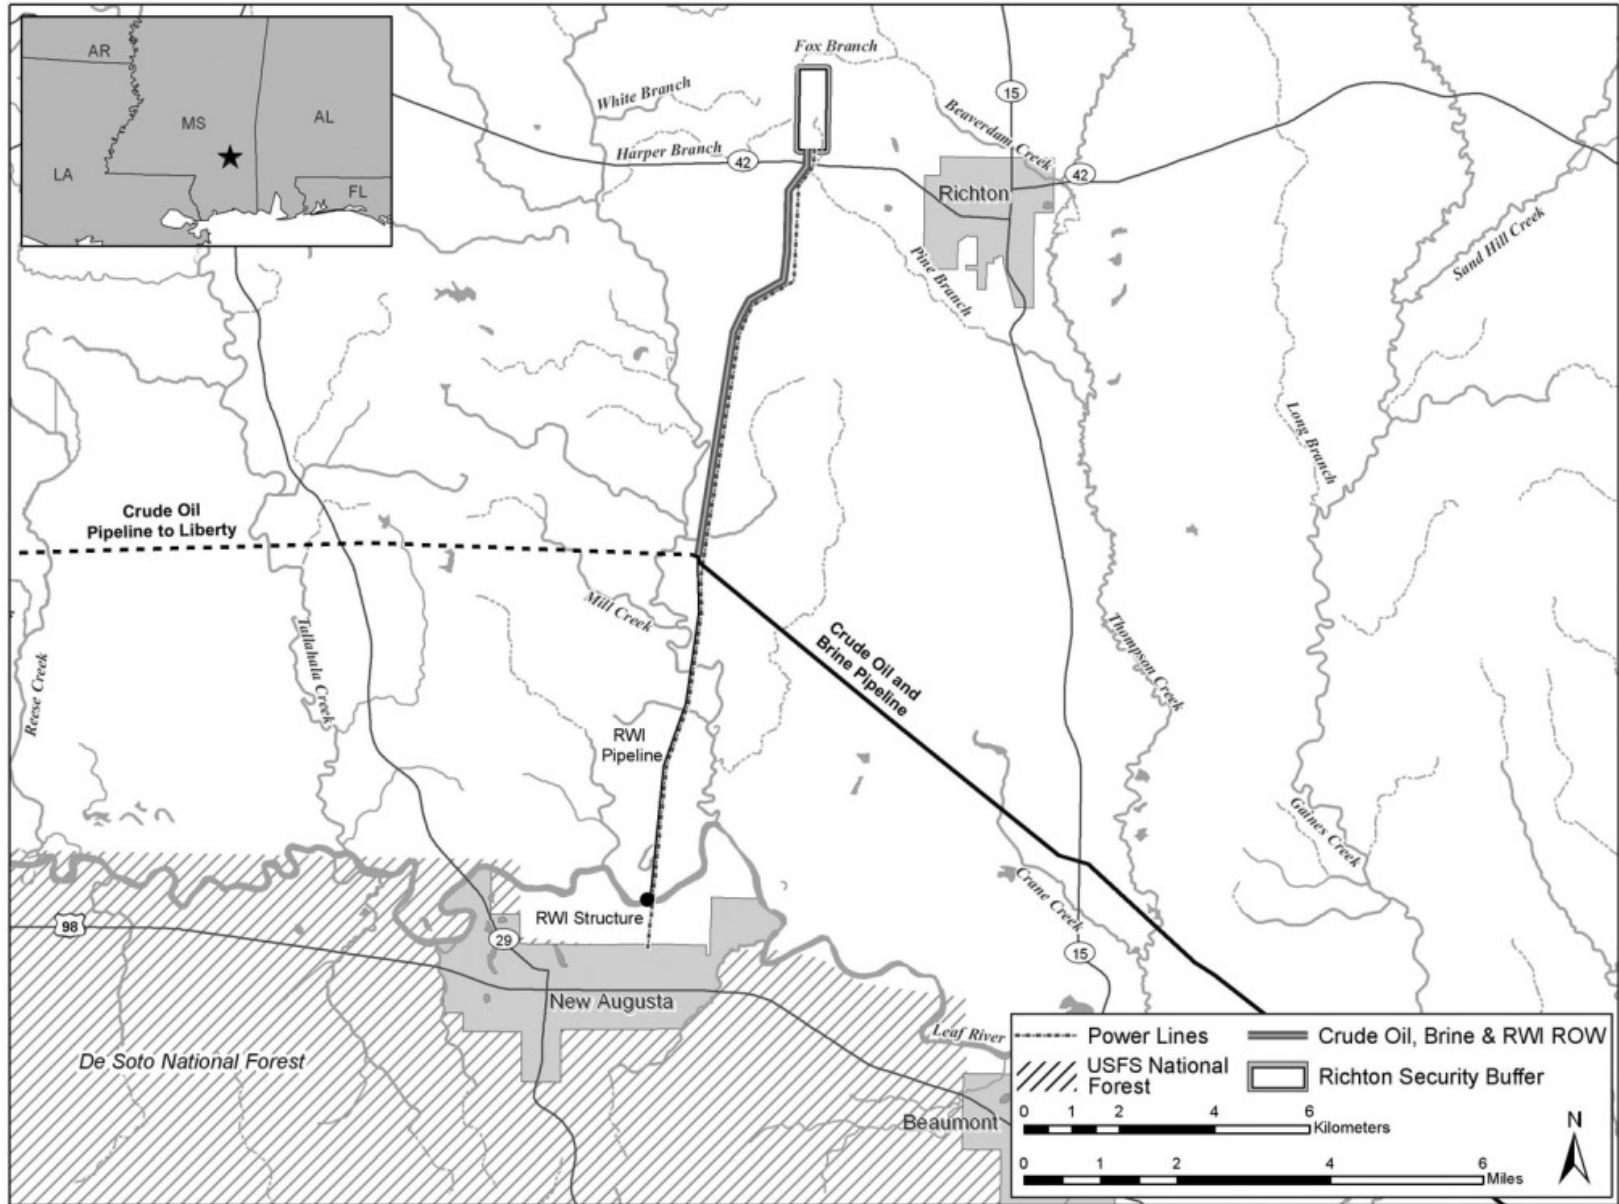 AR
MS
AL
LA
FL
Fox Branch
White Branch
15
Beaverdam Creek
Harper Branch
42
42
Richton
Sand Hill Creek
Pine Branch
Long Branch
Crude Oil
Pipeline to Liberty
Mill Creek
Tallahala Creek
Reese Creek
Crude Oil and
Brine Pipeline
Thompson Creek
RWI
Pipeline
Gaines Creek
Crane Creek
RWI Structure
98
29
15
New Augusta
Leaf River
De Soto National Forest
Beaumont
Power Lines
Crude Oil, Brine & RWI ROW
USFS National
Forest
Richton Security Buffer
0 1 2 4 6
Kilometers
0 1 2 4 6
Miles
N